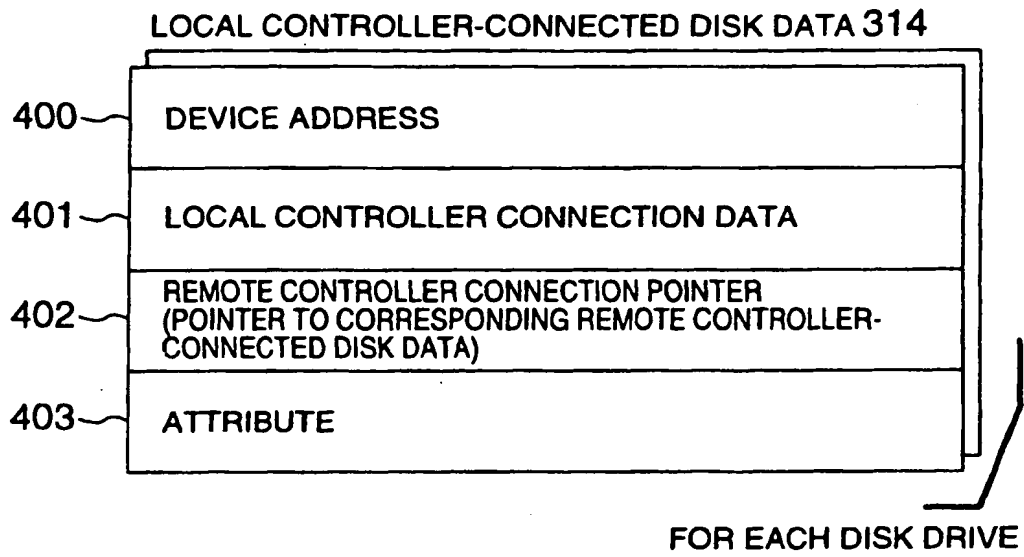 LOCAL CONTROLLER-CONNECTED DISK DATA 314
400 DEVICE ADDRESS
401 LOCAL CONTROLLER CONNECTION DATA
REMOTE CONTROLLER CONNECTION POINTER
402 (POINTER TO CORRESPONDING REMOTE CONTROLLER-
CONNECTED DISK DATA)
403 ATTRIBUTE
FOR EACH DISK DRIVE